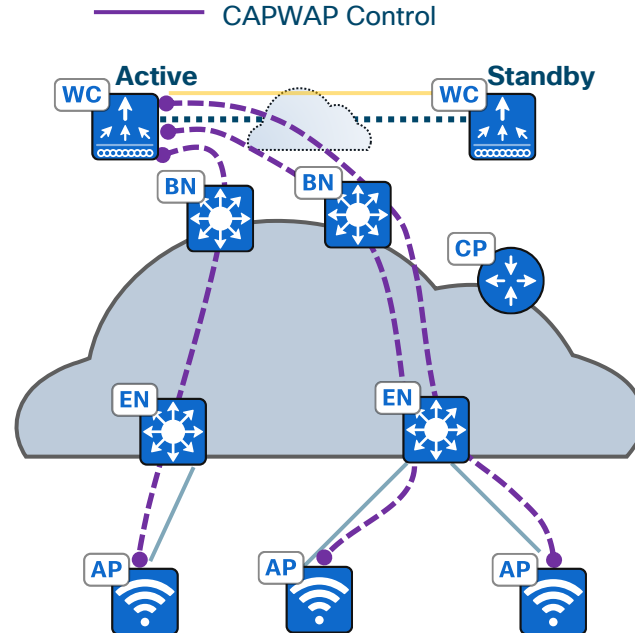 CAPWAP Control
Active
Standby
WC
WC
BN
BN
CP
EN
EN
AP
AP
AP